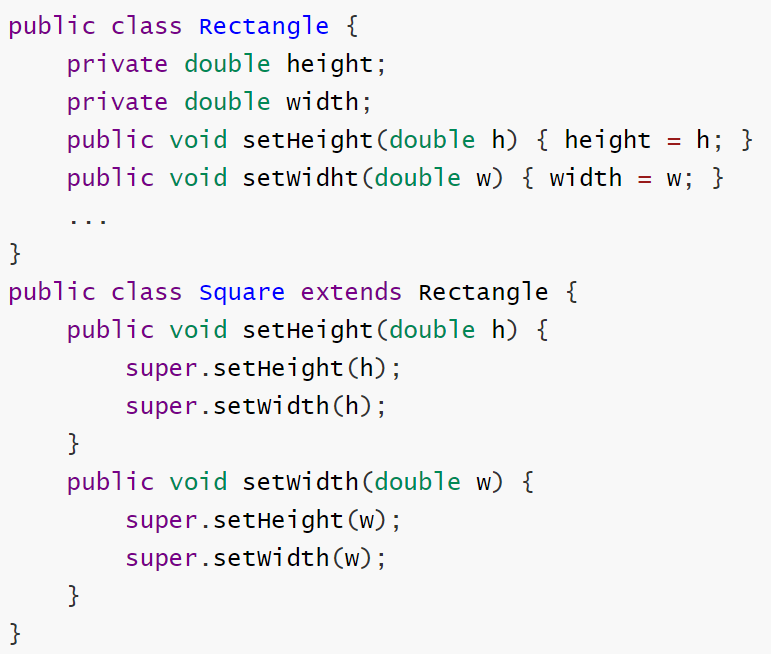 public class Rectangle {
    private double height;
    private double width;
    public void setHeight(double h) { height = h; }
    public void setWidht(double w) { width = w; }
    ...
}
public class Square extends Rectangle {
    public void setHeight(double h) {
        super.setHeight(h);
        super.setWidth(h);
    }
    public void setWidth(double w) {
        super.setHeight(w);
        super.setWidth(w);
    }
}